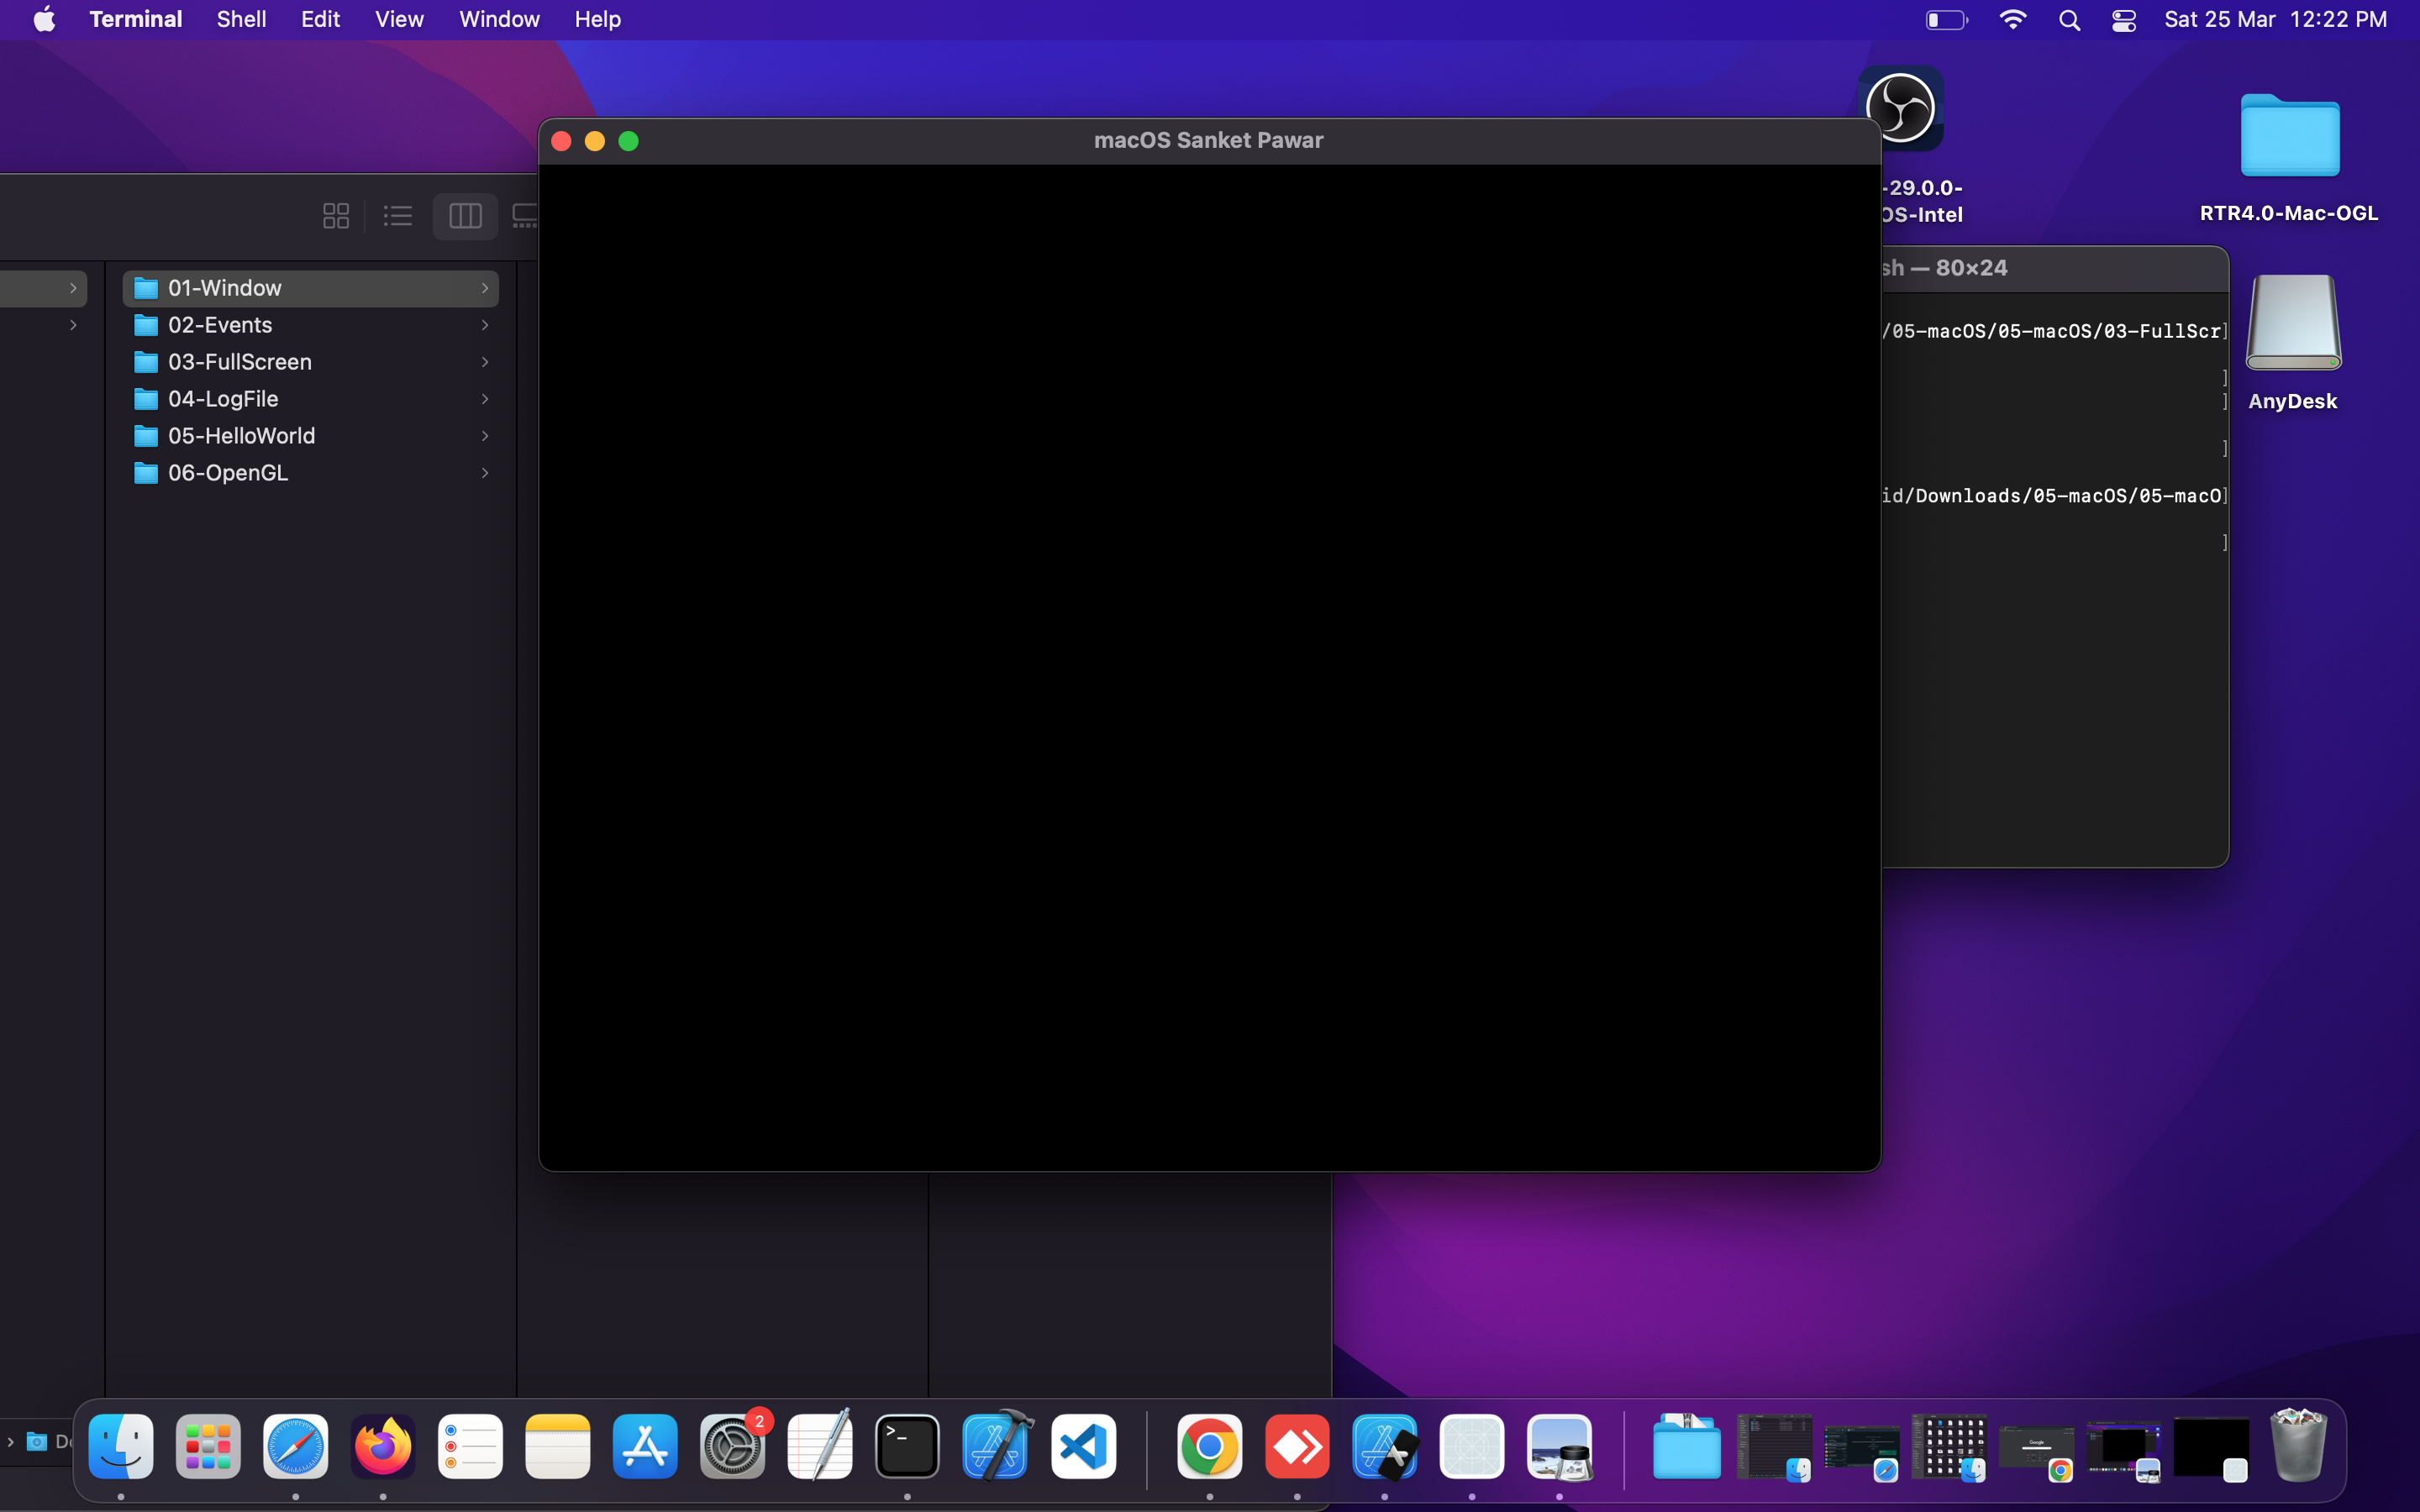 Terminal Shell Edit View Window Help Sat 25 Mar 12:22 PM
macOS Sanket Pawar
-29.0.0-
OS-Intel
RTR4.0-Mac-OGL
sh — 80×24
01-Window
02-Events
03-FullScreen
04-LogFile
05-HelloWorld
06-OpenGL
/05-macOS/05-macOS/03-FullScr]
]
]
AnyDesk
]
id/Downloads/05-macOS/05-macO]
]
2
>_